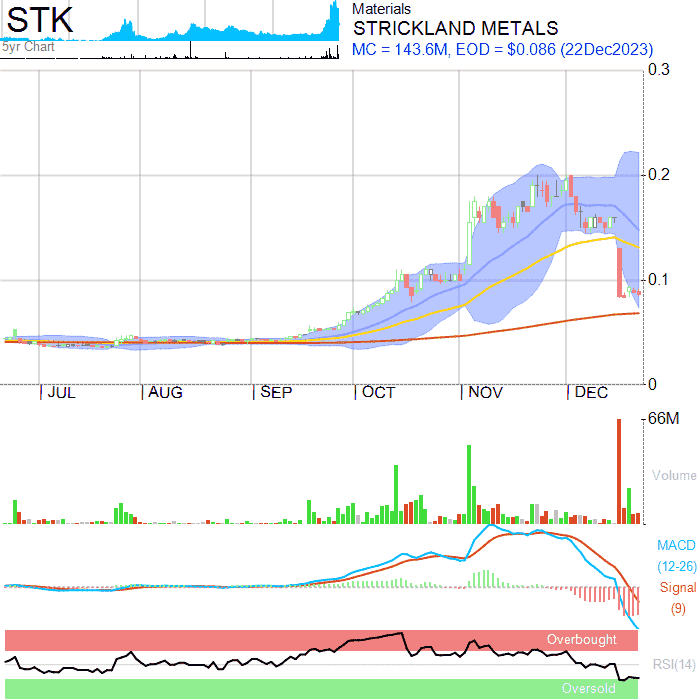 STK
5yr Chart
Materials
STRICKLAND METALS
MC = 143.6M, EOD = $0.086 (22Dec2023)
0.3
0.2
0.1
0
JUL AUG SEP OCT NOV DEC
66M
Volume
MACD
(12-26)
Signal
(9)
Overbought
RSI(14)
Oversold